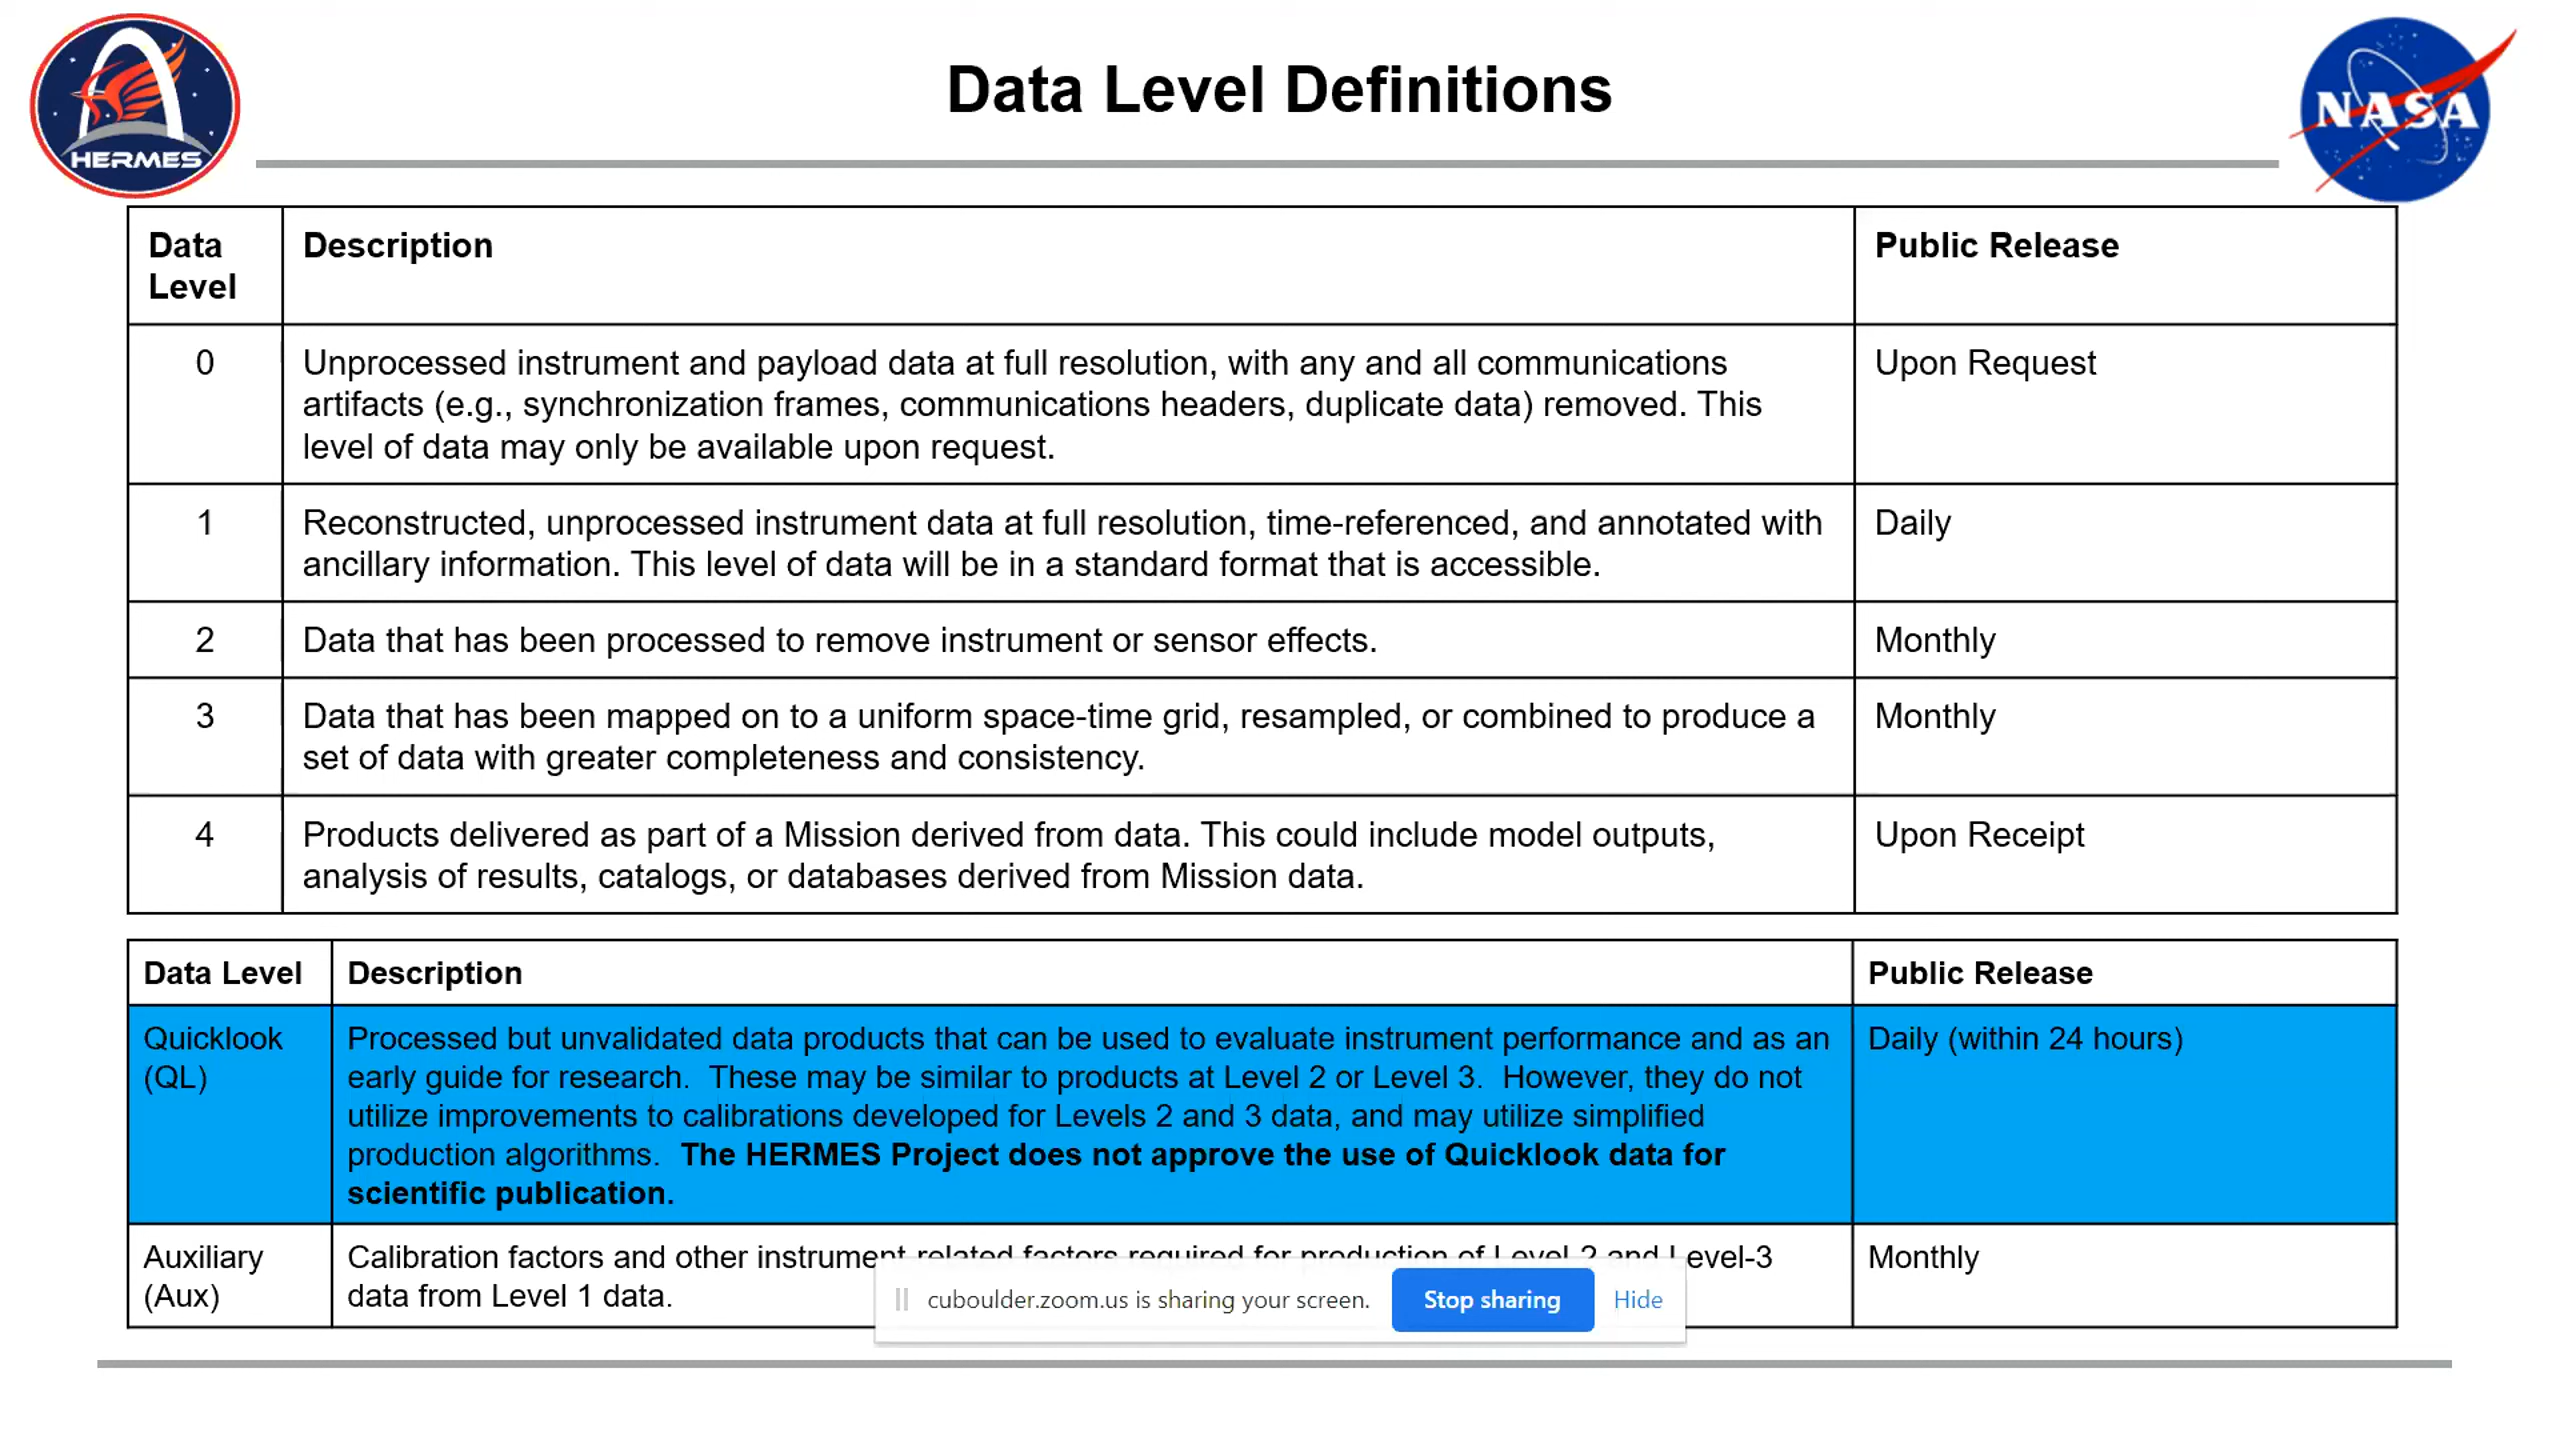 HERMES
Data Level Definitions
NASA
Data
Level
Description
Public Release
0
Unprocessed instrument and payload data at full resolution, with any and all communications
artifacts (e.g., synchronization frames, communications headers, duplicate data) removed. This
level of data may only be available upon request.
Upon Request
1
Reconstructed, unprocessed instrument data at full resolution, time-referenced, and annotated with
ancillary information. This level of data will be in a standard format that is accessible.
Daily
2
Data that has been processed to remove instrument or sensor effects.
Monthly
3
Data that has been mapped on to a uniform space-time grid, resampled, or combined to produce a
set of data with greater completeness and consistency.
Monthly
4
Products delivered as part of a Mission derived from data. This could include model outputs,
analysis of results, catalogs, or databases derived from Mission data.
Upon Receipt
Data Level
Description
Public Release
Quicklook
(QL)
Processed but unvalidated data products that can be used to evaluate instrument performance and as an
early guide for research. These may be similar to products at Level 2 or Level 3. However, they do not
utilize improvements to calibrations developed for Levels 2 and 3 data, and may utilize simplified
production algorithms. The HERMES Project does not approve the use of Quicklook data for
scientific publication.
Daily (within 24 hours)
Auxiliary
(Aux)
Calibration factors and other instrument related factors required for production of Level-2 and Level-3
data from Level 1 data.
Monthly
cuboulder.zoom.us is sharing your screen.
Stop sharing
Hide